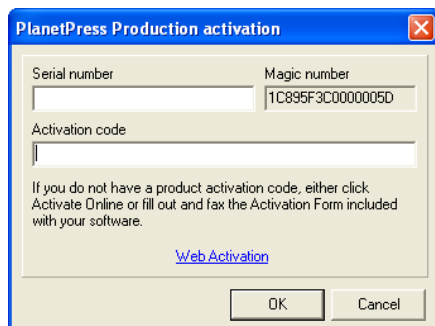 PlanetPress Production activation
Serial number Magic number
1C895F3C0000005D
Activation code
If you do not have a product activation code, either click
Activate Online or fill out and fax the Activation Form included
with your software.
Web Activation
OK Cancel